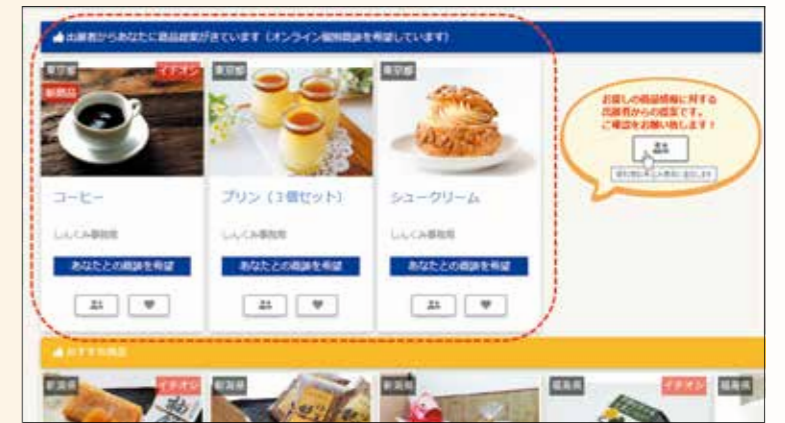 出展者からあなたに商品提案がきています（オンライン個別商談を希望しています）
東京都
イチオシ
新商品
東京都
東京都
コーヒー
プリン（3個セット）
シュークリーム
しんくみ事務局
しんくみ事務局
しんくみ事務局
あなたとの商談を希望
あなたとの商談を希望
あなたとの商談を希望
お探しの商品情報に対する
出展者からの提案です。
ご確認をお願い致します！
おすすめ商品
新潟県
イチオシ
新潟県
新潟県
福島県
イチオシ
福島県